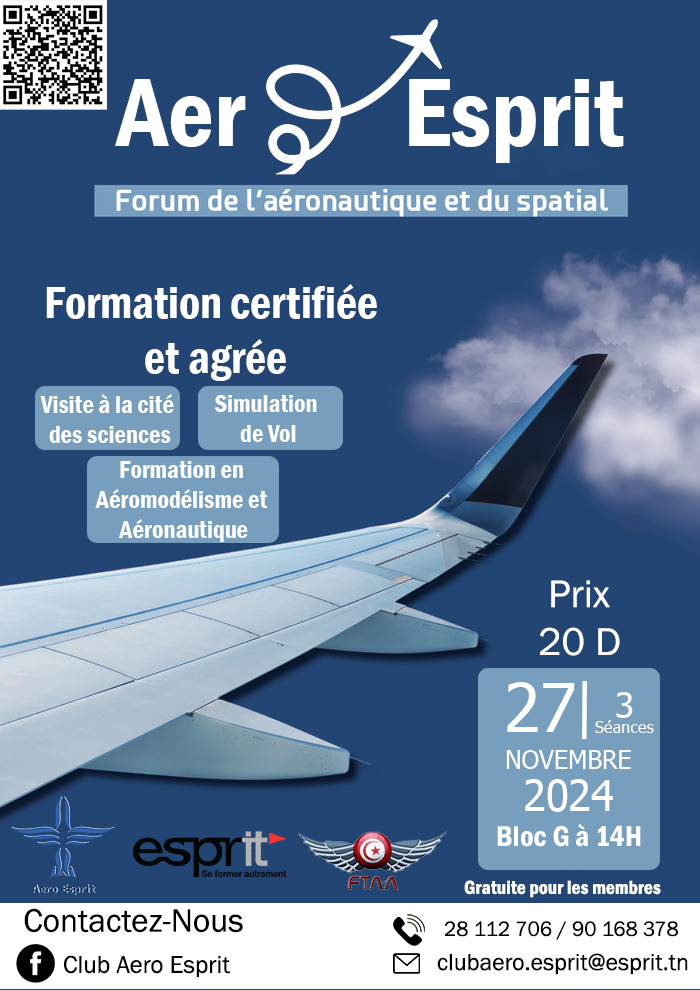 Aer Esprit
Forum de l'aéronautique et du spatial
Formation certifiée
et agrée
Visite à la cité
des sciences
Simulation
de Vol
Formation en
Aéromodélisme et
Aéronautique
Prix
20 D
27| 3
Séances
NOVEMBRE
2024
Bloc G à 14H
Gratuite pour les membres
Aero Esprit
esprit
Se former autrement
FTAA
Contactez-Nous
Club Aero Esprit
28 112 706 / 90 168 378
clubaero.esprit@esprit.tn